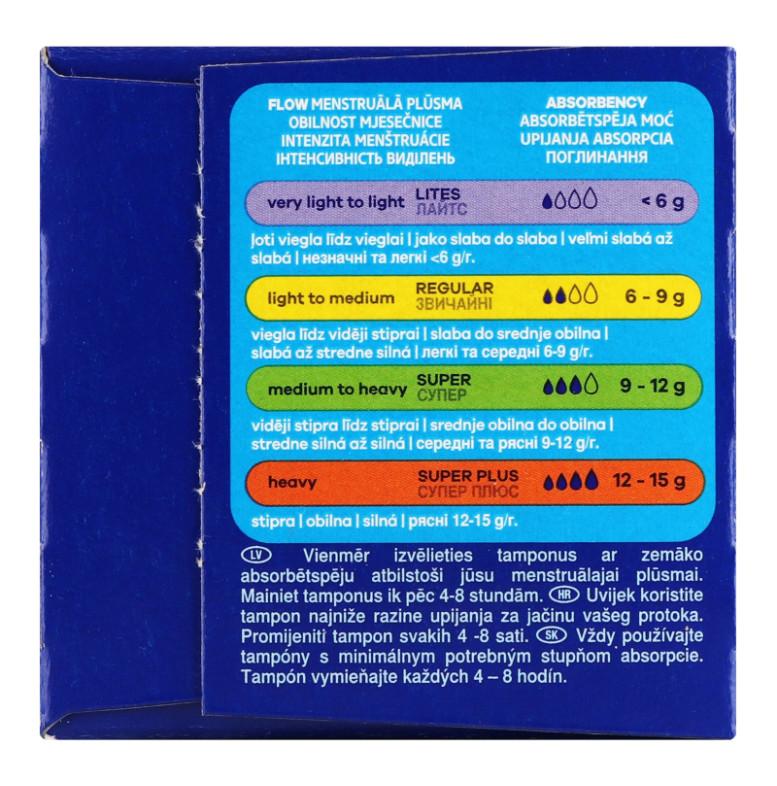 FLOW MENSTRUĀLĀ PLŪSMA
OBILNOST MJESEČNICE
INTENZITA MENŠTRUÁCIE
ІНТЕНСИВНІСТЬ ВИДІЛЕНЬ
ABSORBENCY
ABSORBĒTSPĒJA MOĆ
UPIJANJA ABSORPCIA
ПОГЛИНАННЯ
very light to light LITES < 6 g
ЛАЙТС
ļoti viegla līdz vieglai | jako slaba do slaba | veľmi slabá až
slabá | незначні та легкі <6 g/г.
light to medium REGULAR 6 - 9 g
ЗВИЧАЙНІ
viegla līdz vidēji stiprai | slaba do srednje obilna |
slabá až stredne silná | легкі та середні 6-9 g/г.
medium to heavy SUPER 9 - 12 g
СУПЕР
vidēji stipra līdz stiprai | srednje obilna do obilna |
stredne silná až silná | середні та рясні 9-12 g/г.
heavy SUPER PLUS 12 - 15 g
СУПЕР ПЛЮС
stipra | obilna | silná | рясні 12-15 g/г.
LV Vienmēr izvēlieties tamponus ar zemāko
absorbētspēju atbilstoši jūsu menstruālajai plūsmai.
Mainiet tamponus ik pēc 4-8 stundām. HR Uvijek koristite
tampon najniže razine upijanja za jačinu vašeg protoka.
Promijeniti tampon svakih 4 -8 sati. SK Vždy používajte
tampóny s minimálnym potrebným stupňom absorpcie.
Tampón vymieňajte každých 4 – 8 hodín.